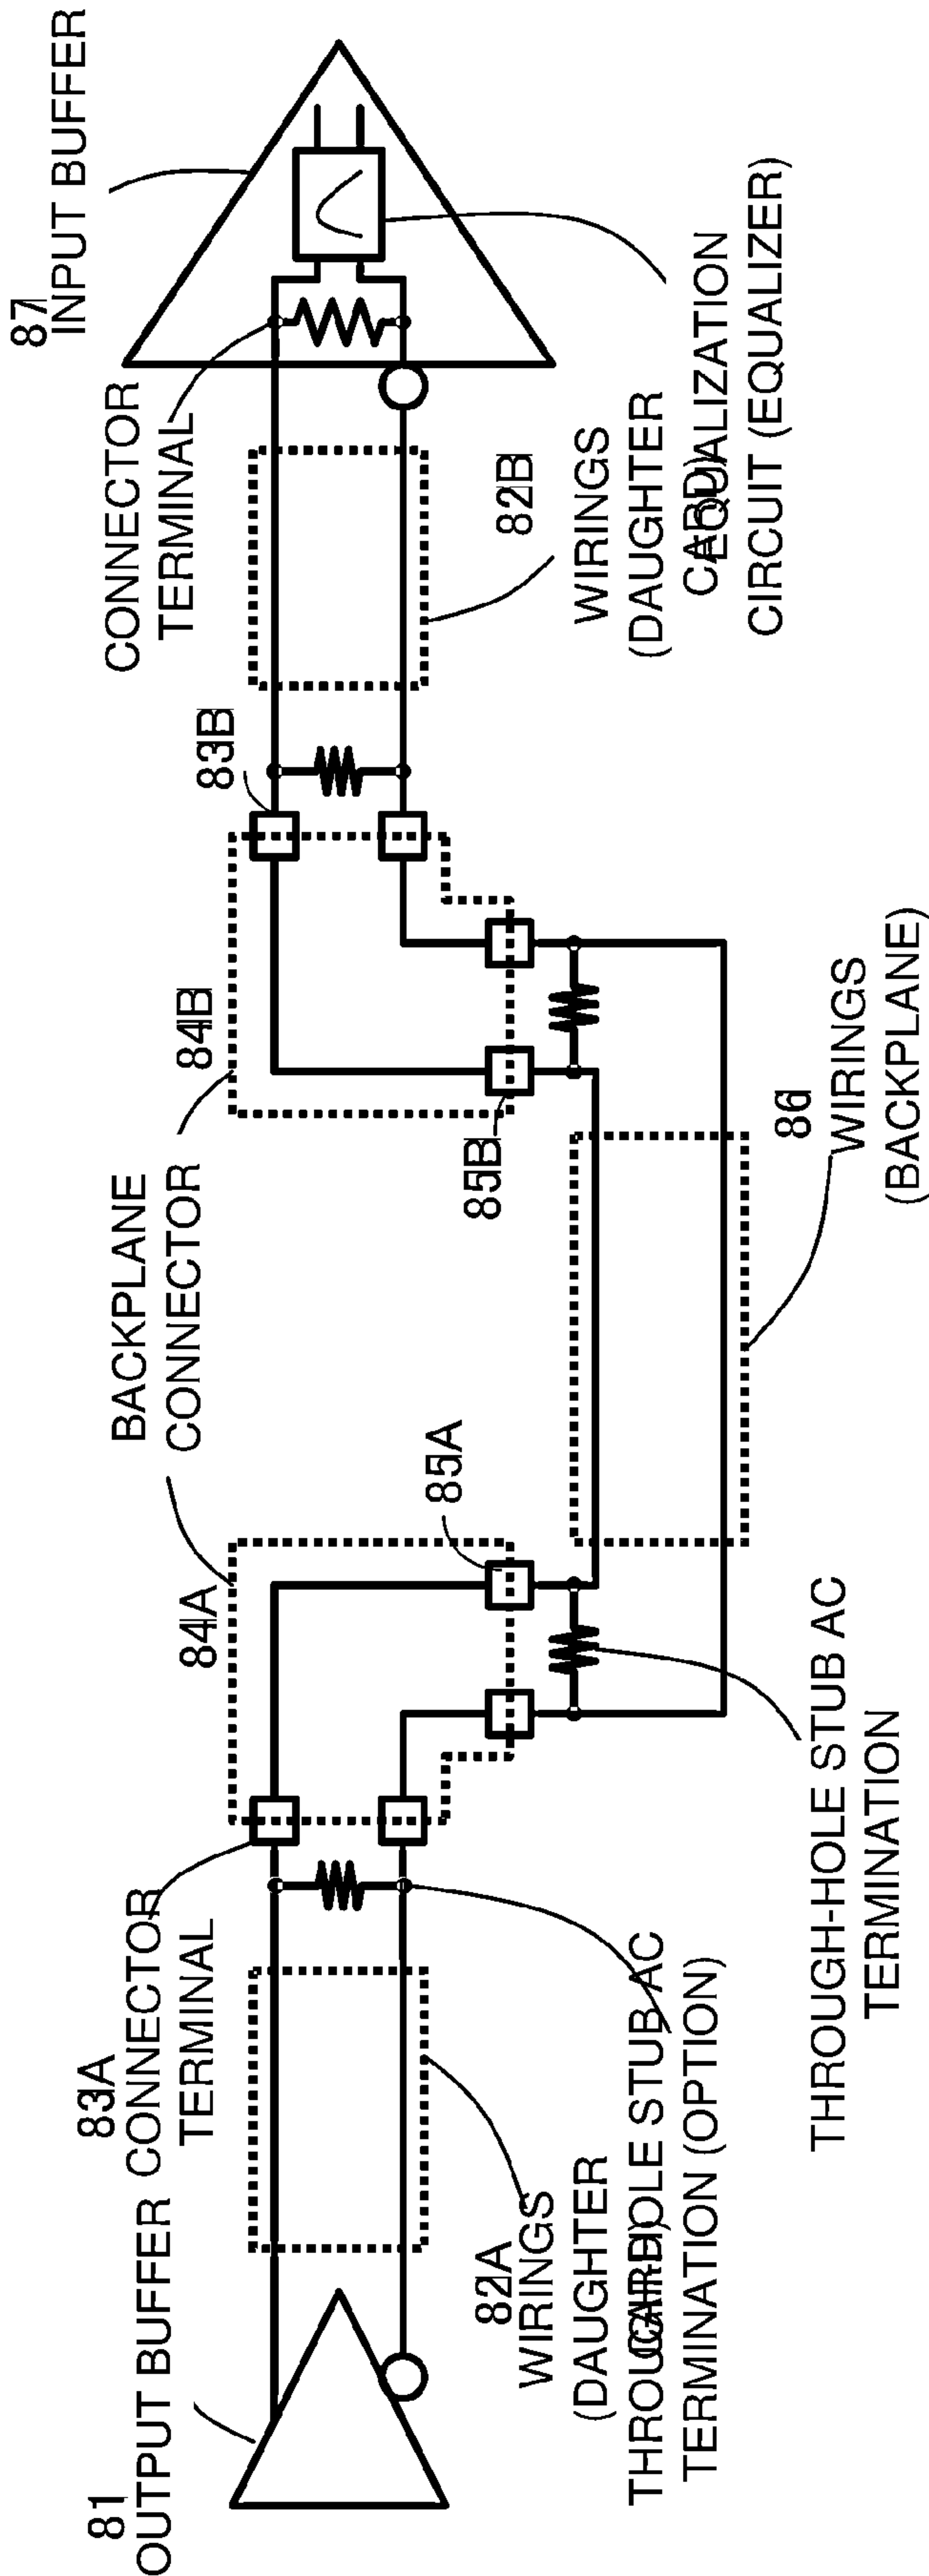 81
OUTPUT BUFFER
83A
CONNECTOR
TERMINAL
82A
WIRINGS
(DAUGHTER
CARD)
THROUGH-HOLE STUB AC
TERMINATION (OPTION)
84A
BACKPLANE
CONNECTOR
85A
THROUGH-HOLE STUB AC
TERMINATION
86
WIRINGS
(BACKPLANE)
84B
85B
83B
CONNECTOR
TERMINAL
82B
WIRINGS
(DAUGHTER
CARD)
87
INPUT BUFFER
EQUALIZATION
CIRCUIT (EQUALIZER)